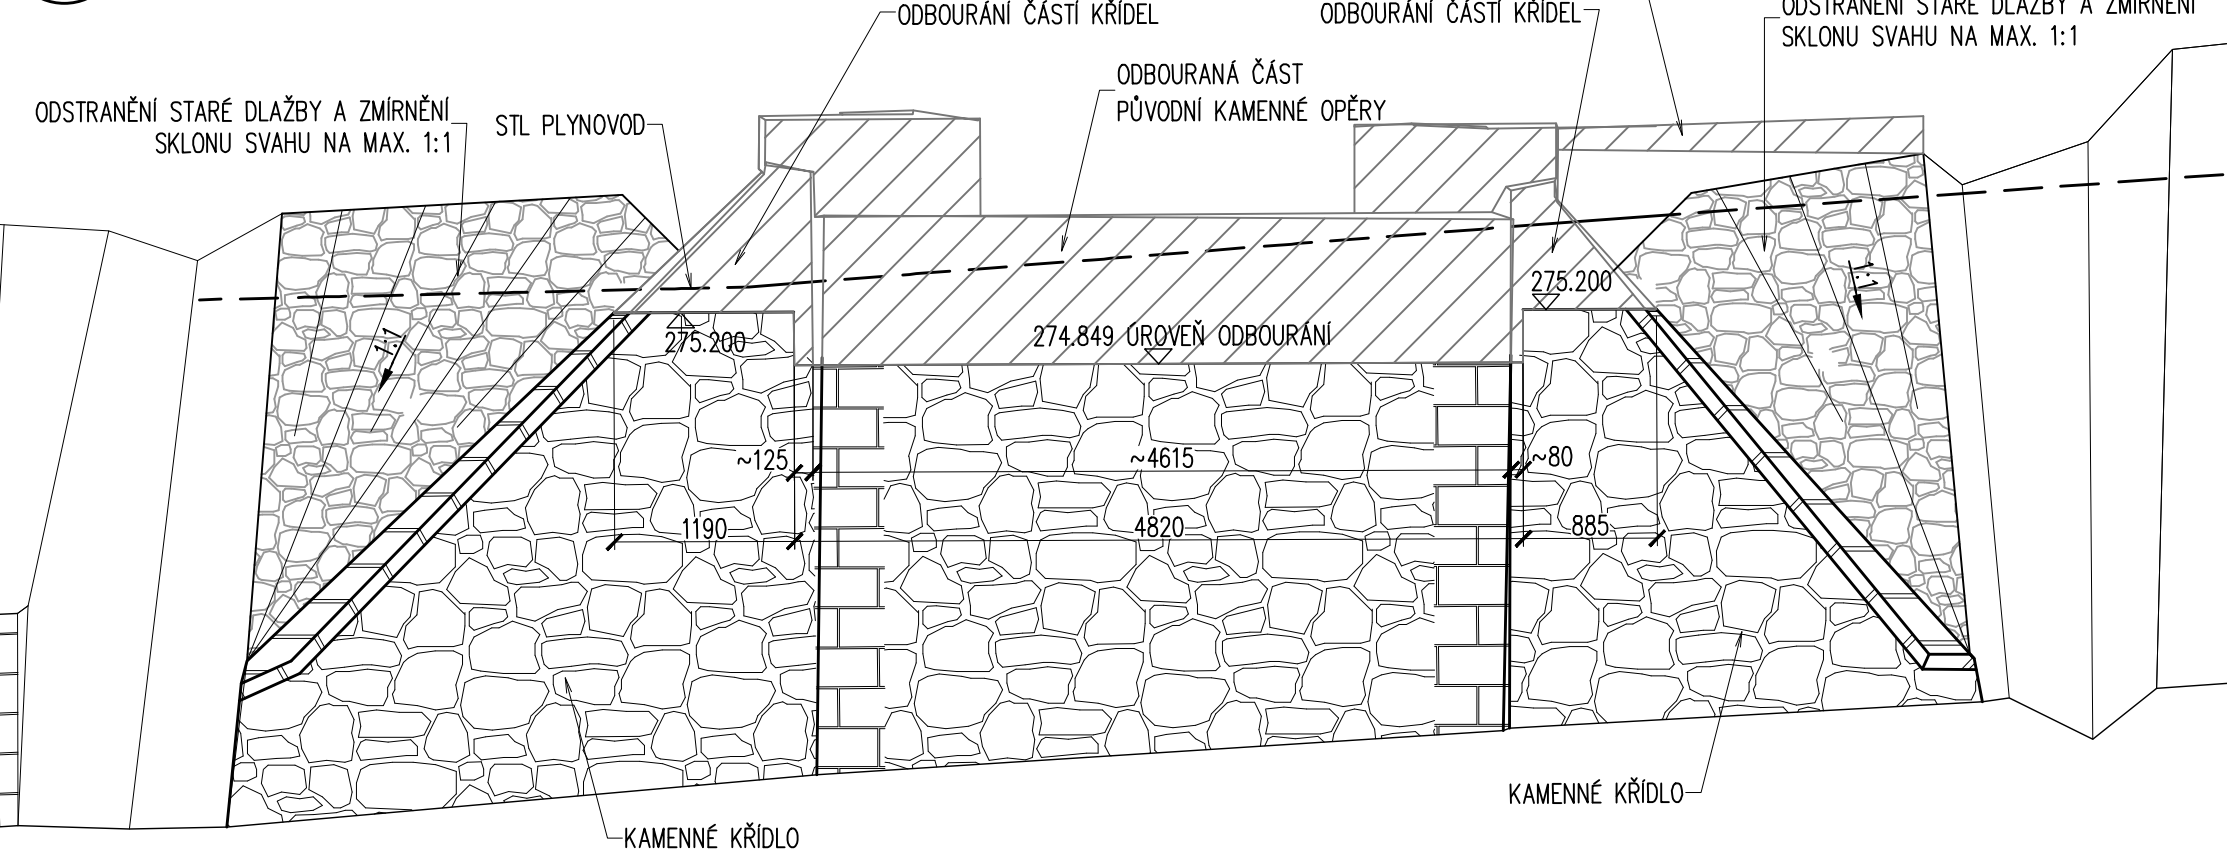 ODBOURÁNÍ ČÁSTÍ KŘÍDEL
ODBOURÁNÍ ČÁSTÍ KŘÍDEL
ODSTRANĚNÍ STARÉ DLAŽBY A ZMÍRNĚNÍ
SKLONU SVAHU NA MAX. 1:1
ODBOURANÁ ČÁST
PŮVODNÍ KAMENNÉ OPĚRY
ODSTRANĚNÍ STARÉ DLAŽBY A ZMÍRNĚNÍ
SKLONU SVAHU NA MAX. 1:1
STL PLYNOVOD
1:1
275.200
275.200
274.849 ÚROVEŇ ODBOURÁNÍ
1:1
~125
~4615
~80
1190
4820
885
KAMENNÉ KŘÍDLO
KAMENNÉ KŘÍDLO